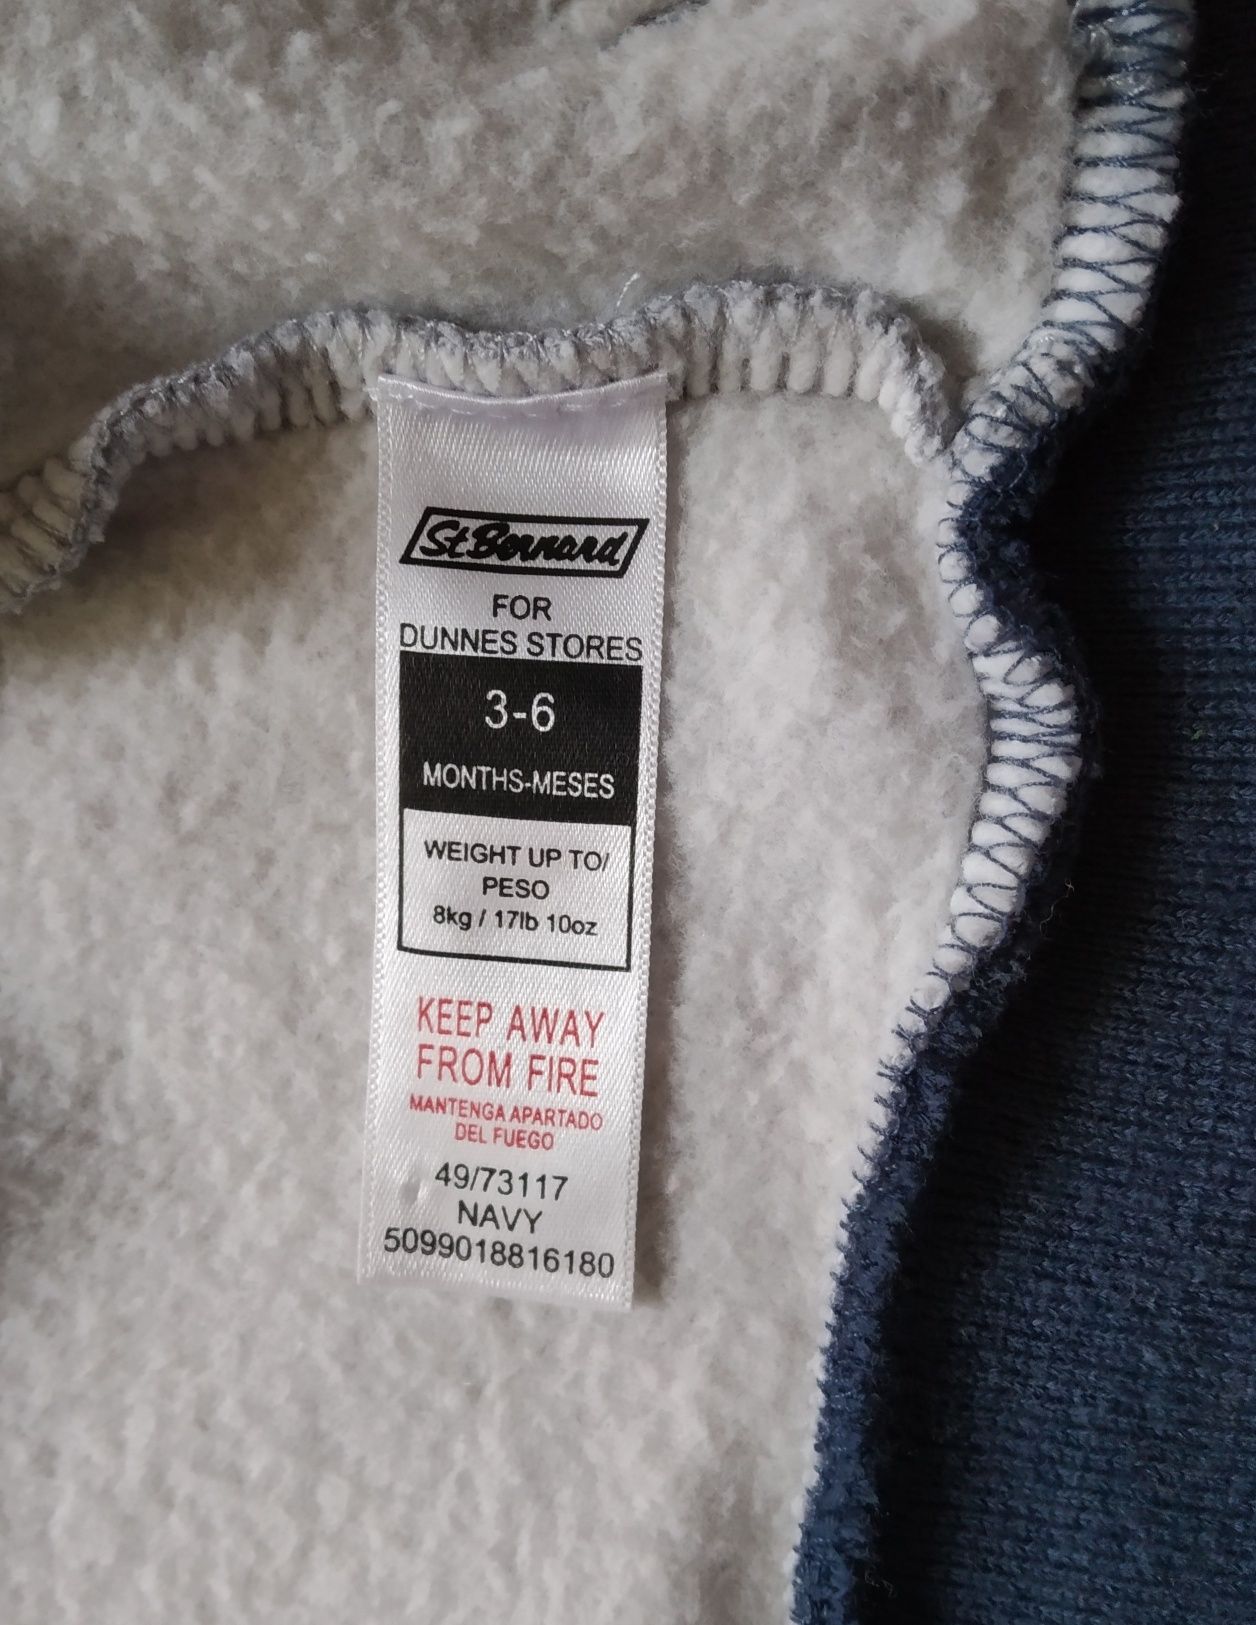 St Bernard
FOR
DUNNES STORES
3-6
MONTHS-MESES
WEIGHT UP TO/
PESO
8kg / 17lb 10oz
KEEP AWAY
FROM FIRE
MANTENGA APARTADO
DEL FUEGO
49/73117
NAVY
5099018816180